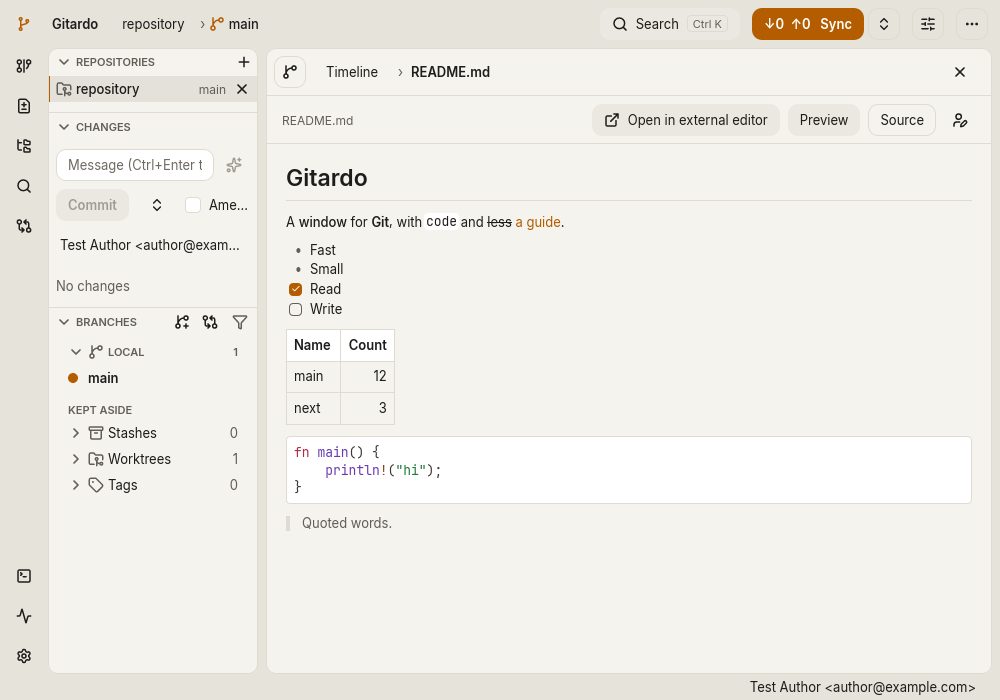 Gitardo repository › main Search Ctrl K ↓0 ↑0 Sync
REPOSITORIES
repository main
CHANGES
Message (Ctrl+Enter t
Commit Ame...
Test Author <author@exam...
No changes
BRANCHES
LOCAL 1
main
KEPT ASIDE
Stashes 0
Worktrees 1
Tags 0
Timeline › README.md
README.md Open in external editor Preview Source
Gitardo
A window for Git, with code and less a guide.
• Fast
• Small
Read
Write
Name Count
main 12
next 3
fn main() {
    println!("hi");
}
Quoted words.
Test Author <author@example.com>